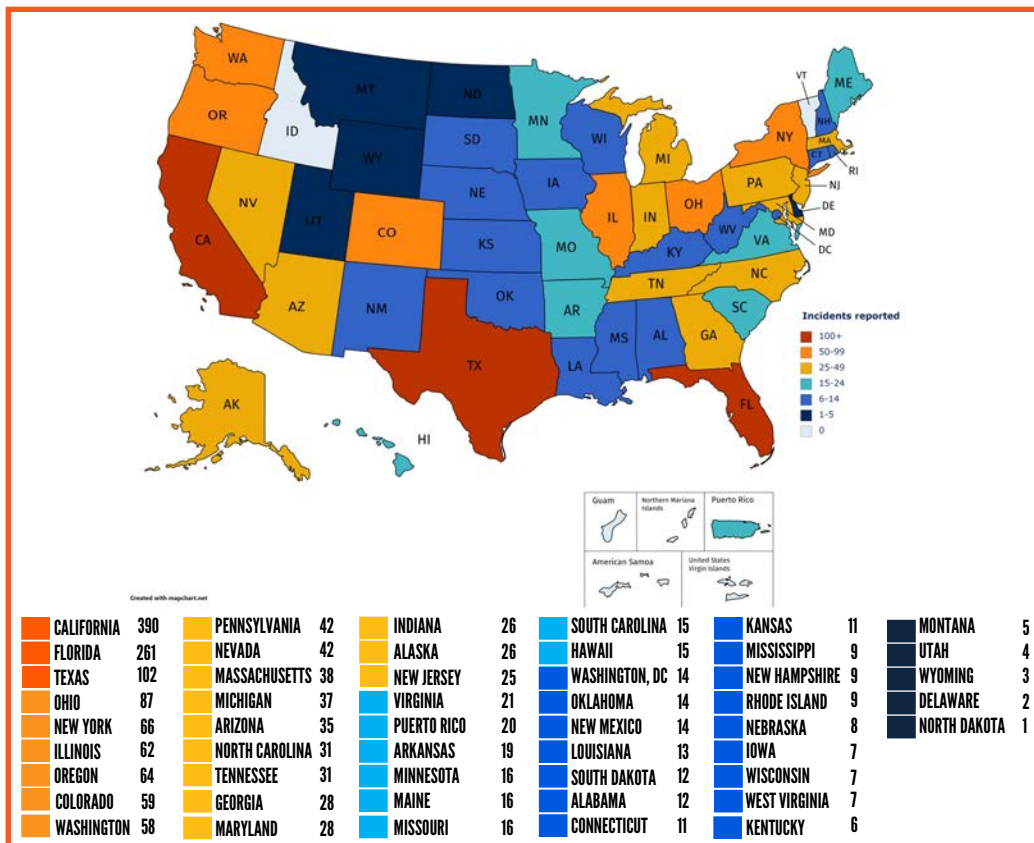 WA
OR
ID
MT
ND
MN
WY
SD
WI
MI
NV
UT
CO
NE
IA
IL
IN
OH
NY
VT
ME
NH
MA
CT
RI
PA
NJ
DE
MD
DC
CA
KS
MO
KY
WV
VA
AZ
NM
OK
AR
TN
NC
SC
TX
LA
MS
AL
GA
FL
AK
HI
Incidents reported
100+
50-99
25-49
15-24
6-14
1-5
0
Guam
Northern Mariana
Islands
Puerto Rico
American Samoa
United States
Virgin Islands
Created with mapchart.net
CALIFORNIA 390
FLORIDA 261
TEXAS 102
OHIO 87
NEW YORK 66
ILLINOIS 62
OREGON 64
COLORADO 59
WASHINGTON 58
PENNSYLVANIA 42
NEVADA 42
MASSACHUSETTS 38
MICHIGAN 37
ARIZONA 35
NORTH CAROLINA 31
TENNESSEE 31
GEORGIA 28
MARYLAND 28
INDIANA 26
ALASKA 26
NEW JERSEY 25
VIRGINIA 21
PUERTO RICO 20
ARKANSAS 19
MINNESOTA 16
MAINE 16
MISSOURI 16
SOUTH CAROLINA 15
HAWAII 15
WASHINGTON, DC 14
OKLAHOMA 14
NEW MEXICO 14
LOUISIANA 13
SOUTH DAKOTA 12
ALABAMA 12
CONNECTICUT 11
KANSAS 11
MISSISSIPPI 9
NEW HAMPSHIRE 9
RHODE ISLAND 9
NEBRASKA 8
IOWA 7
WISCONSIN 7
WEST VIRGINIA 7
KENTUCKY 6
MONTANA 5
UTAH 4
WYOMING 3
DELAWARE 2
NORTH DAKOTA 1